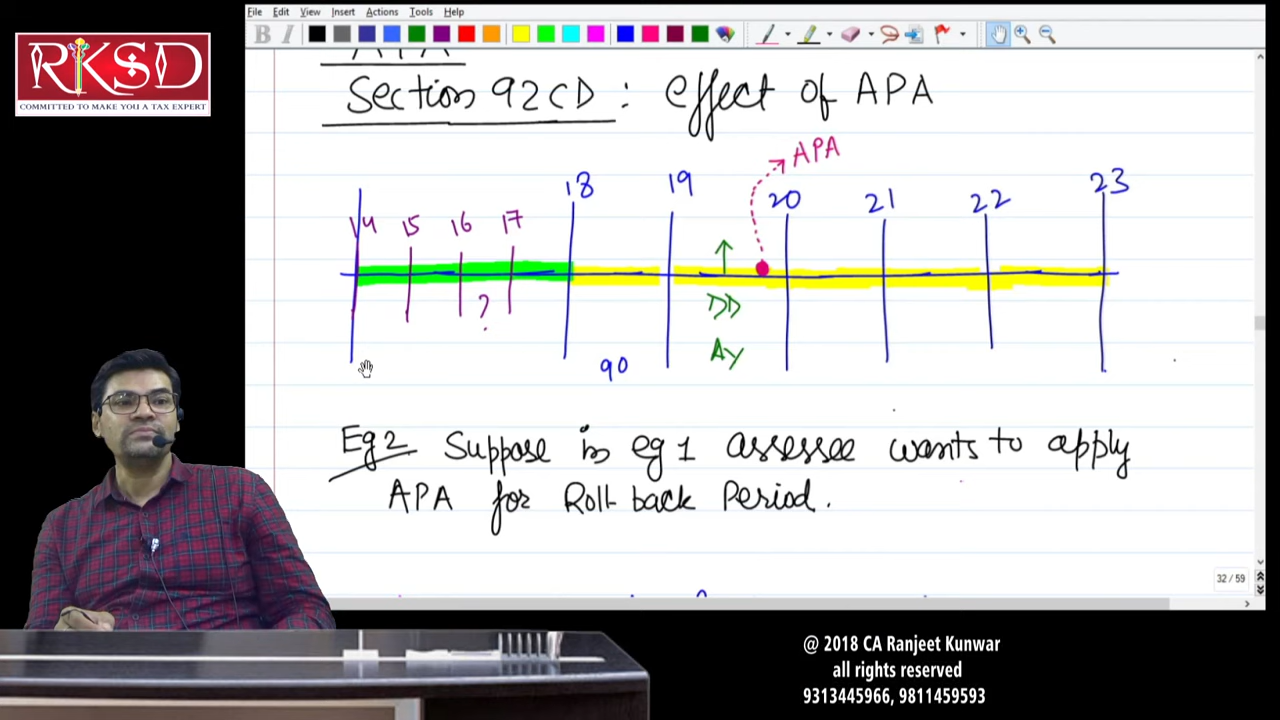 File Edit View Insert Actions Tools Help
B I
RKSD
COMMITTED TO MAKE YOU A TAX EXPERT
APA
Section 92CD : effect of APA
APA
14 15 16 17 18 19 20 21 22 23
?
DD
AY
90
Eg 2 Suppose in eg 1 assessee wants to apply
APA for Roll back Period.
32 / 59
@ 2018 CA Ranjeet Kunwar
all rights reserved
9313445966, 9811459593